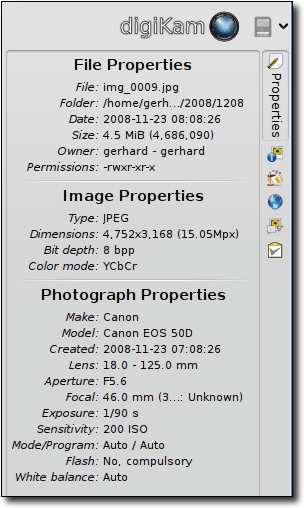 digiKam
Properties
File Properties
File: img_0009.jpg
Folder: /home/gerh.../2008/1208
Date: 2008-11-23 08:08:26
Size: 4.5 MiB (4,686,090)
Owner: gerhard - gerhard
Permissions: -rwxr-xr-x
Image Properties
Type: JPEG
Dimensions: 4,752x3,168 (15.05Mpx)
Bit depth: 8 bpp
Color mode: YCbCr
Photograph Properties
Make: Canon
Model: Canon EOS 50D
Created: 2008-11-23 07:08:26
Lens: 18.0 - 125.0 mm
Aperture: F5.6
Focal: 46.0 mm (3...: Unknown)
Exposure: 1/90 s
Sensitivity: 200 ISO
Mode/Program: Auto / Auto
Flash: No, compulsory
White balance: Auto